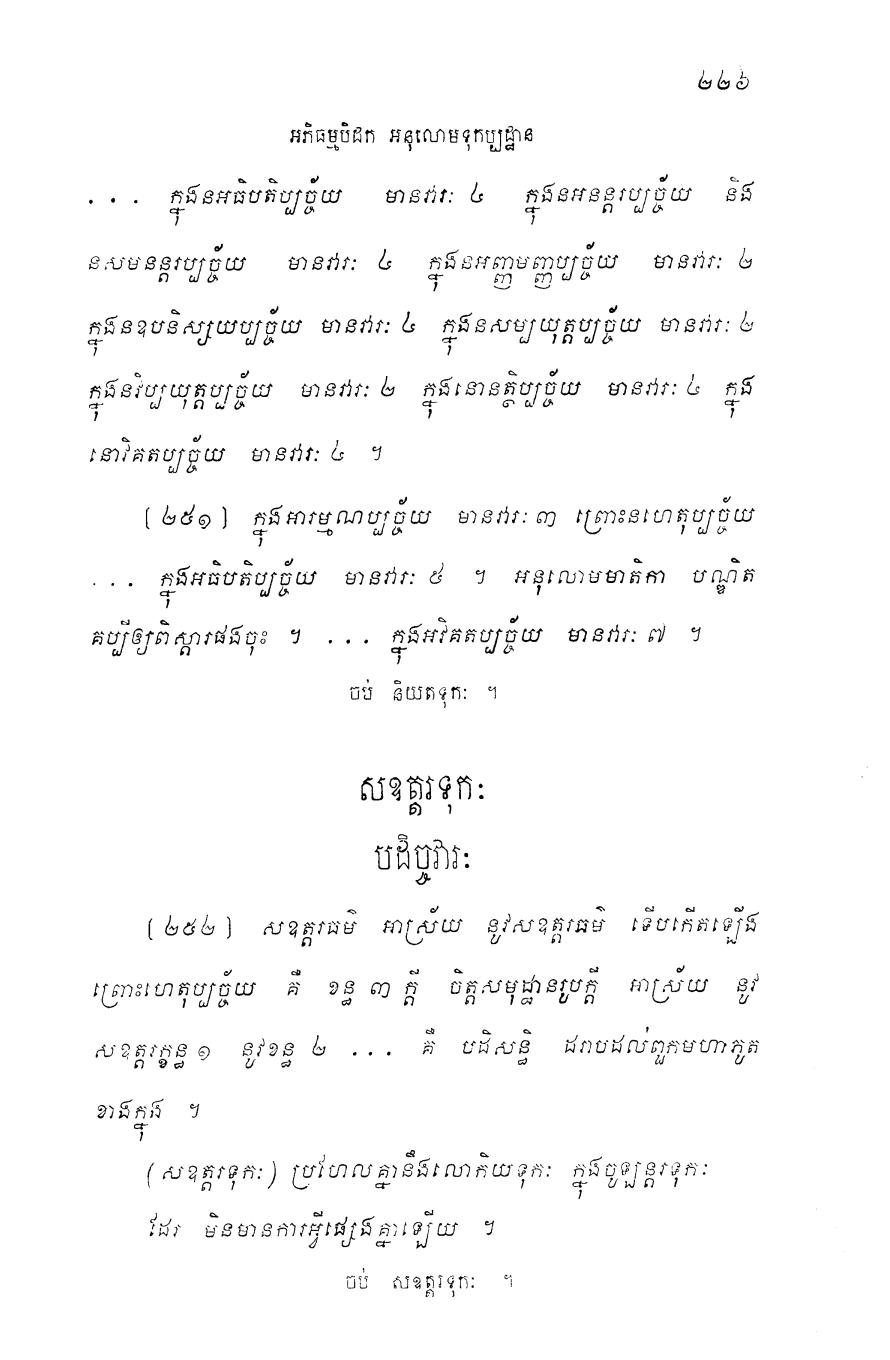 ២២៦
អភិធម្មបិដក អនុលោមទុកប្បដ្ឋាន
. . . ក្នុងនអធិបតិប្បច្ច័យ មានវារៈ ៤ ក្នុងនអនន្តរប្បច្ច័យ និង
នសមនន្តរប្បច្ច័យ មានវារៈ ៤ ក្នុងនអញ្ញមញ្ញប្បច្ច័យ មានវារៈ ២
ក្នុងនឧបនិស្សយប្បច្ច័យ មានវារៈ ៤ ក្នុងនសម្បយុត្តប្បច្ច័យ មានវារៈ ២
ក្នុងនវិប្បយុត្តប្បច្ច័យ មានវារៈ ២ ក្នុងនោនត្ថិប្បច្ច័យ មានវារៈ ៤ ក្នុង
នោវិគតប្បច្ច័យ មានវារៈ ៤ ។
[ ២៥១ ] ក្នុងអារម្មណប្បច្ច័យ មានវារៈ ៣ ព្រោះនហេតុប្បច្ច័យ
. . . ក្នុងអធិបតិប្បច្ច័យ មានវារៈ ៥ ។ អនុលោមមាតិកា បណ្ឌិត
គប្បីឲ្យពិស្តារផងចុះ ។ . . . ក្នុងអវិគតប្បច្ច័យ មានវារៈ ៧ ។
ចប់ និយតទុកៈ ។
សឧត្តរទុកៈ
បដិច្ចវារៈ
[ ២៥២ ] សឧត្តរធម៌ អាស្រ័យ នូវសឧត្តរធម៌ ទើបកើតឡើង
ព្រោះហេតុប្បច្ច័យ គឺ ខន្ធ ៣ ក្តី ចិត្តសមុដ្ឋានរូបក្តី អាស្រ័យ នូវ
សឧត្តរក្ខន្ធ ១ នូវខន្ធ ២ . . . គឺ បដិសន្ធិ ដរាបដល់ពួកមហាភូត
ខាងក្នុង ។
( សឧត្តរទុកៈ ) ប្រហែលគ្នានឹងលោកិយទុកៈ ក្នុងចូឡន្តរទុកៈ
ដែរ មិនមានការអ្វីផ្សេងគ្នាឡើយ ។
ចប់ សឧត្តរទុកៈ ។